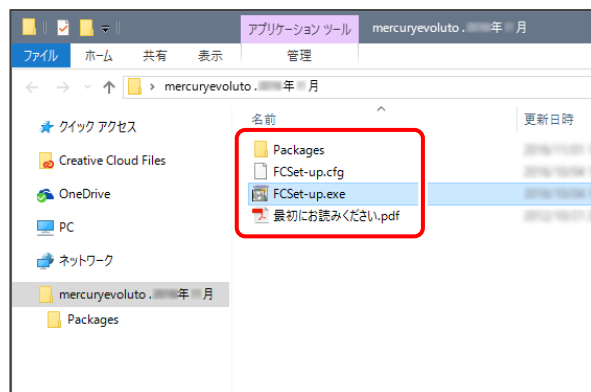 アプリケーション ツール
mercuryevoluto . 年 月
ファイル
ホーム
共有
表示
管理
mercuryevoluto . 年 月
クイック アクセス
Creative Cloud Files
OneDrive
PC
ネットワーク
mercuryevoluto . 年 月
Packages
名前
更新日時
Packages
FCSet-up.cfg
FCSet-up.exe
最初にお読みください.pdf